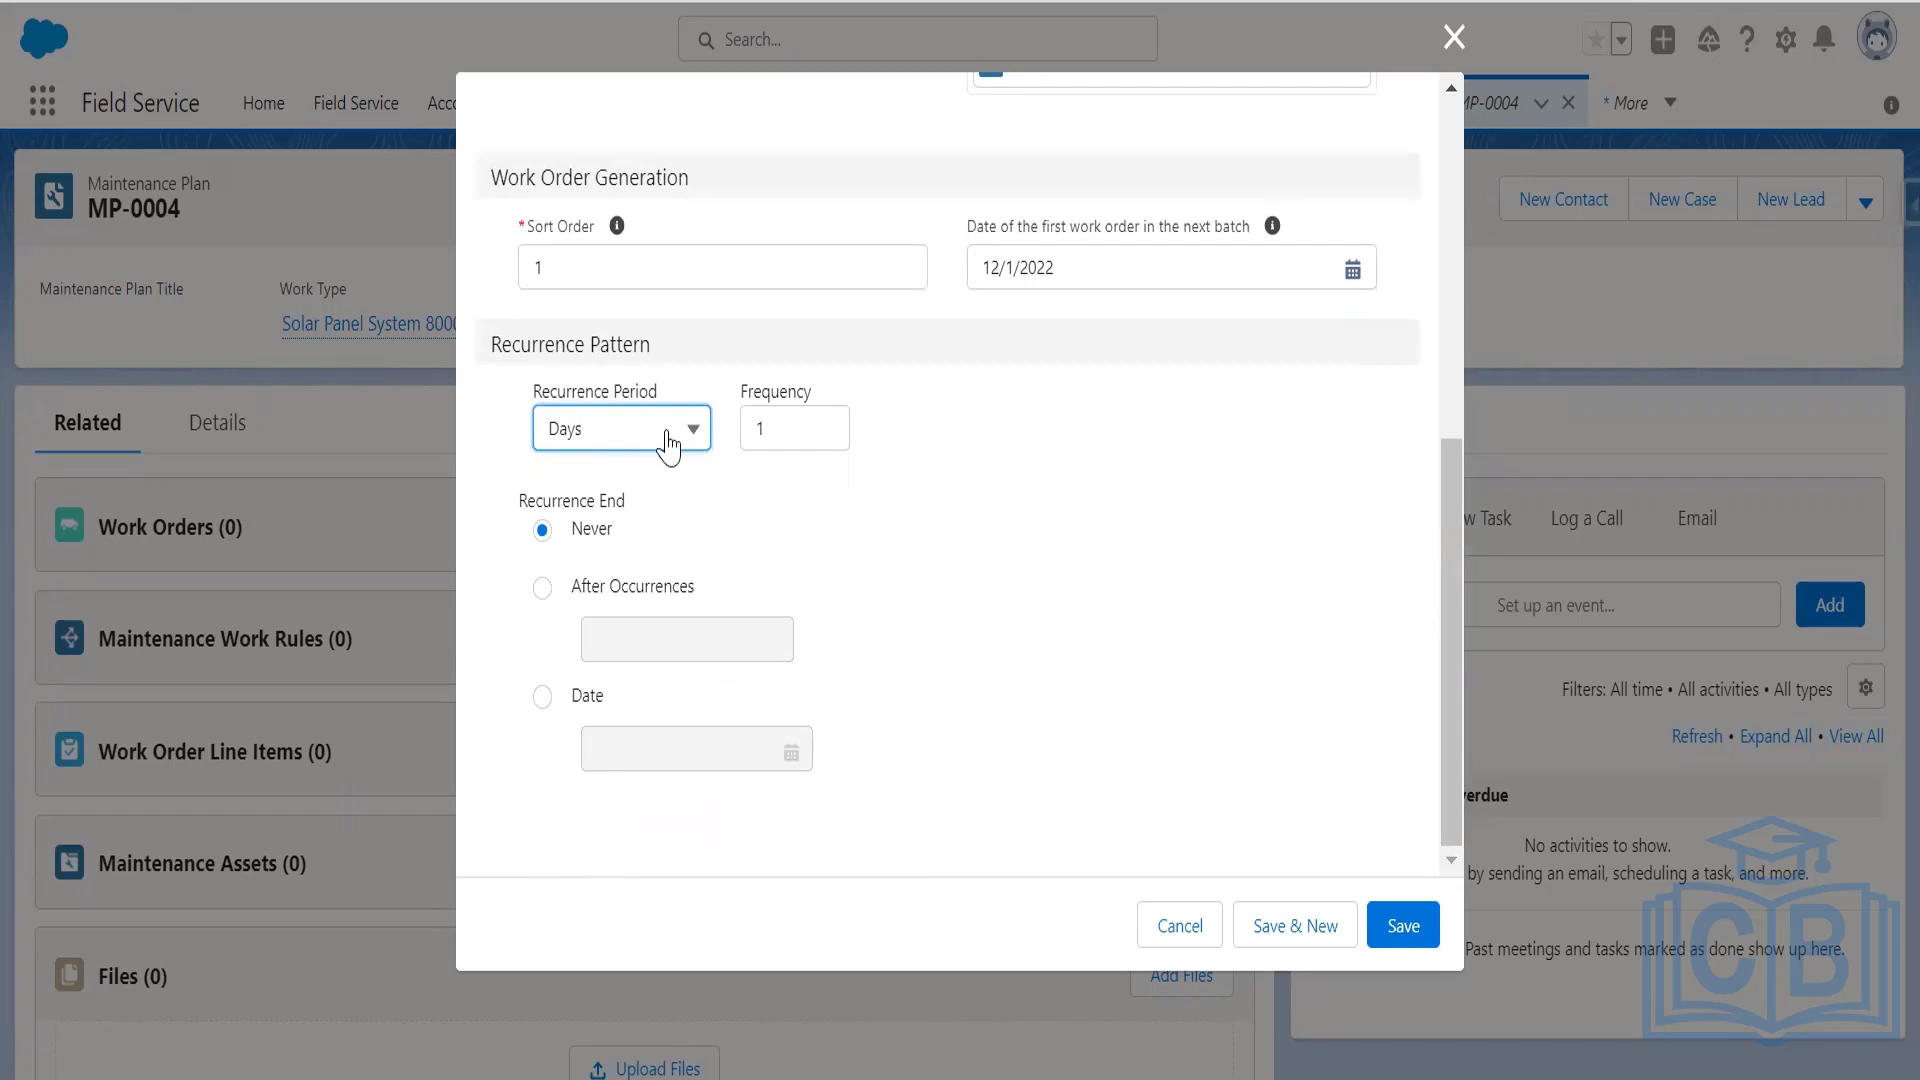 Search...
Field Service
Home
Field Service
Acco
MP-0004
* More
Maintenance Plan
MP-0004
New Contact
New Case
New Lead
Maintenance Plan Title
Work Type
Solar Panel System 8000
Related
Details
Work Orders (0)
Maintenance Work Rules (0)
Work Order Line Items (0)
Maintenance Assets (0)
Files (0)
Add Files
Upload Files
Work Order Generation
* Sort Order
Date of the first work order in the next batch
1
12/1/2022
Recurrence Pattern
Recurrence Period
Frequency
Days
1
Recurrence End
Never
After Occurrences
Date
Cancel
Save & New
Save
w Task
Log a Call
Email
Set up an event...
Add
Filters: All time • All activities • All types
Refresh • Expand All • View All
verdue
No activities to show.
by sending an email, scheduling a task, and more.
Past meetings and tasks marked as done show up here.
CB